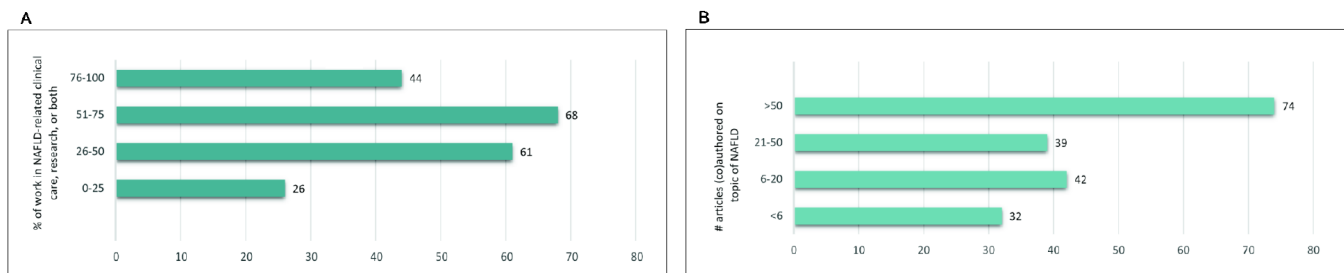 A
% of work in NAFLD-related clinical
care, research, or both
76-100
44
51-75
68
26-50
61
0-25
26
0 10 20 30 40 50 60 70 80
B
# articles (co)authored on
topic of NAFLD
>50
74
21-50
39
6-20
42
<6
32
0 10 20 30 40 50 60 70 80